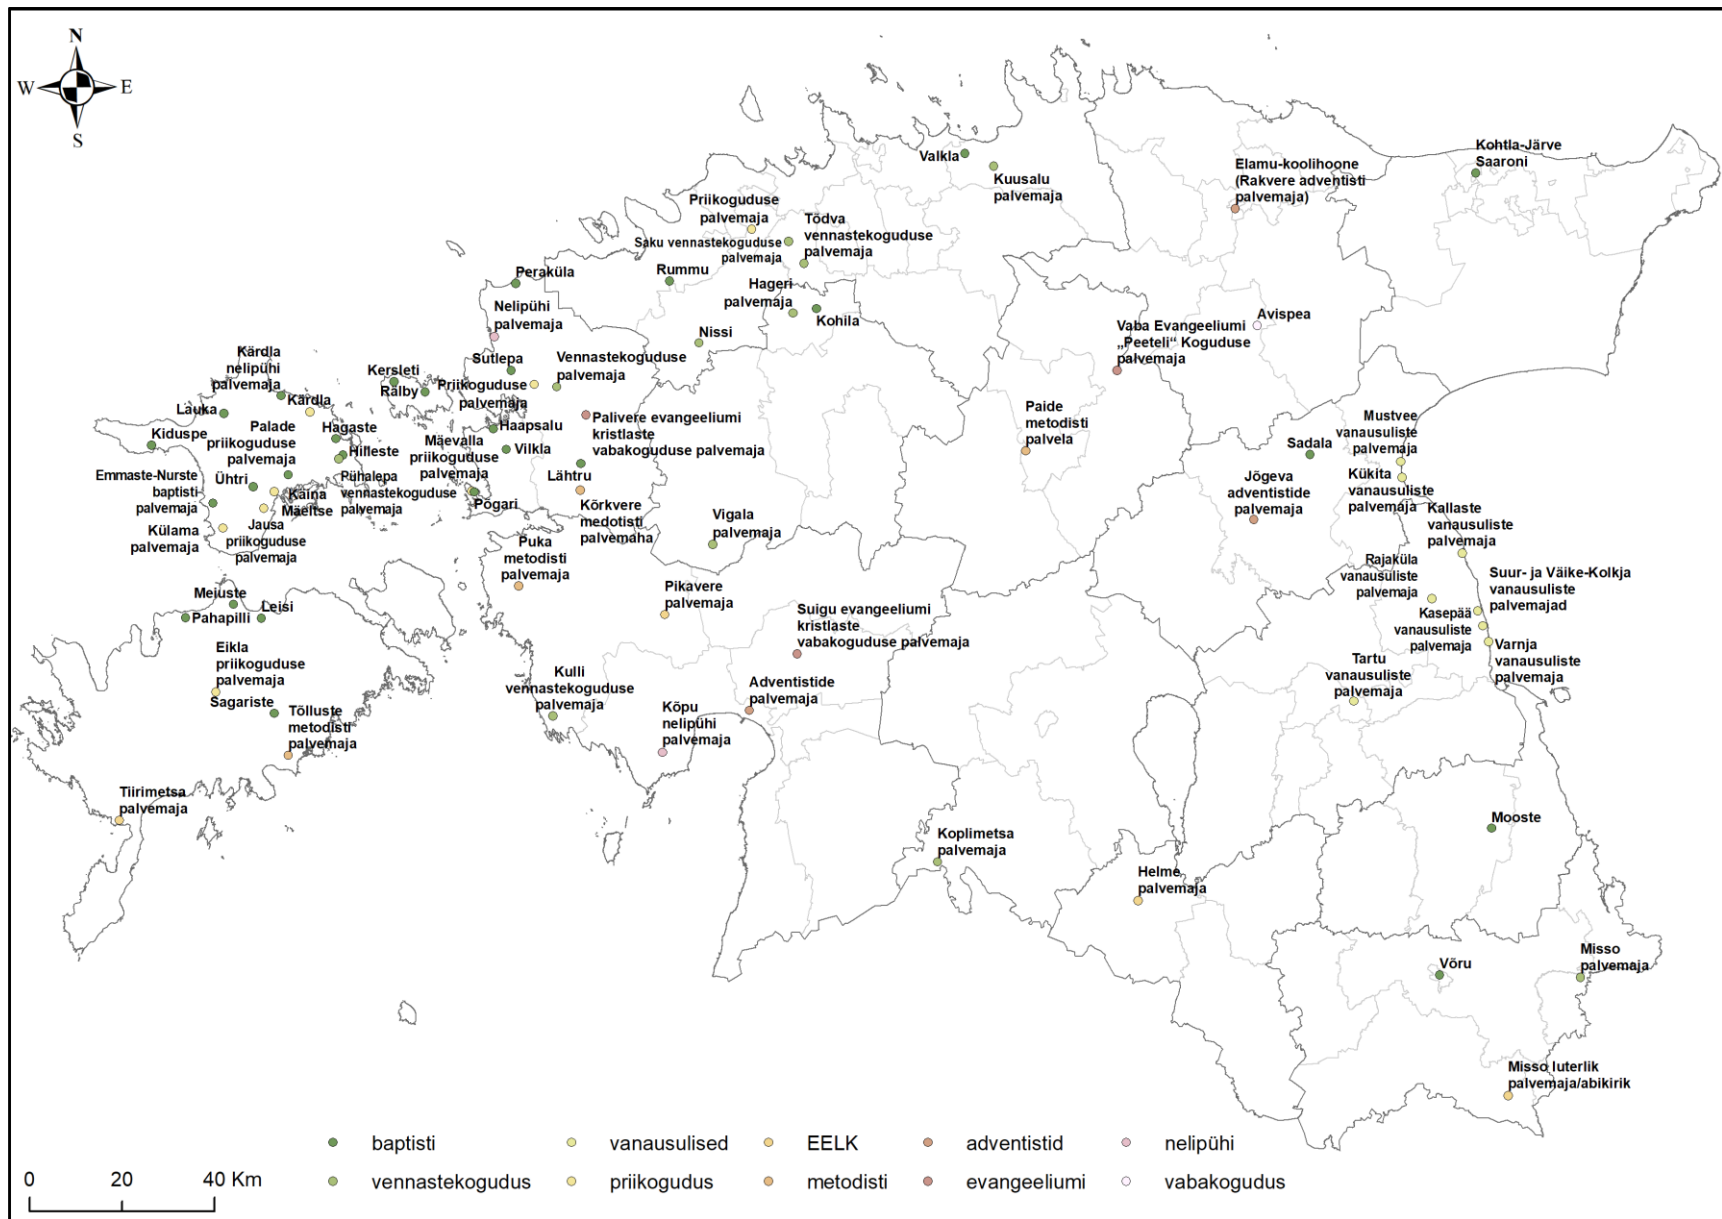 N
W
E
S
Valkla
Kuusalu
palvemaja
Elamu-koolihoone
(Rakvere adventisti
palvemaja)
Kohtla-Järve
Saaroni
Priikoguduse
palvemaja
Tõdva
vennastekoguduse
palvemaja
Saku vennastekoguduse
palvemaja
Rummu
Hageri
palvemaja
Kohila
Peraküla
Nelipühi
palvemaja
Nissi
Avispea
Vaba Evangeeliumi
„Peeteli“ Koguduse
palvemaja
Sutlepa
Vennastekoguduse
palvemaja
Priikoguduse
palvemaja
Kersleti
Rälby
Kärdla
nelipühi
palvemaja
Kärdla
Lauka
Kiduspe
Palade
priikoguduse
palvemaja
Hagaste
Hilleste
Pühalepa
vennastekoguduse
palvemaja
Haapsalu
Vilkla
Mäevalla
priikoguduse
palvemaja
Põgari
Palivere evangeeliumi
kristlaste
vabakoguduse palvemaja
Lähtru
Kõrkvere
medotisti
palvemaha
Emmaste-Nurste
baptisti
palvemaja
Ühtri
Käina
Mäeltse
Külama
palvemaja
Jausa
priikoguduse
palvemaja
Paide
metodisti
palvela
Mustvee
vanausuliste
palvemaja
Sadala
Kükita
vanausuliste
palvemaja
Jõgeva
adventistide
palvemaja
Kallaste
vanausuliste
palvemaja
Rajaküla
vanausuliste
palvemaja
Suur- ja Väike-Kolkja
vanausuliste
palvemajad
Kasepää
vanausuliste
palvemaja
Varnja
vanausuliste
palvemaja
Tartu
vanausuliste
palvemaja
Vigala
palvemaja
Puka
metodisti
palvemaja
Pikavere
palvemaja
Suigu evangeeliumi
kristlaste
vabakoguduse palvemaja
Meiuste
Pahapilli
Leisi
Eikla
priikoguduse
palvemaja
Sagariste
Tõlluste
metodisti
palvemaja
Kulli
vennastekoguduse
palvemaja
Kõpu
nelipühi
palvemaja
Adventistide
palvemaja
Tiirimetsa
palvemaja
Koplimetsa
palvemaja
Helme
palvemaja
Mooste
Võru
Misso
palvemaja
Misso luterlik
palvemaja/abikirik
baptisti
vanausulised
EELK
adventistid
nelipühi
vennastekogudus
priikogudus
metodisti
evangeeliumi
vabakogudus
0 20 40 Km